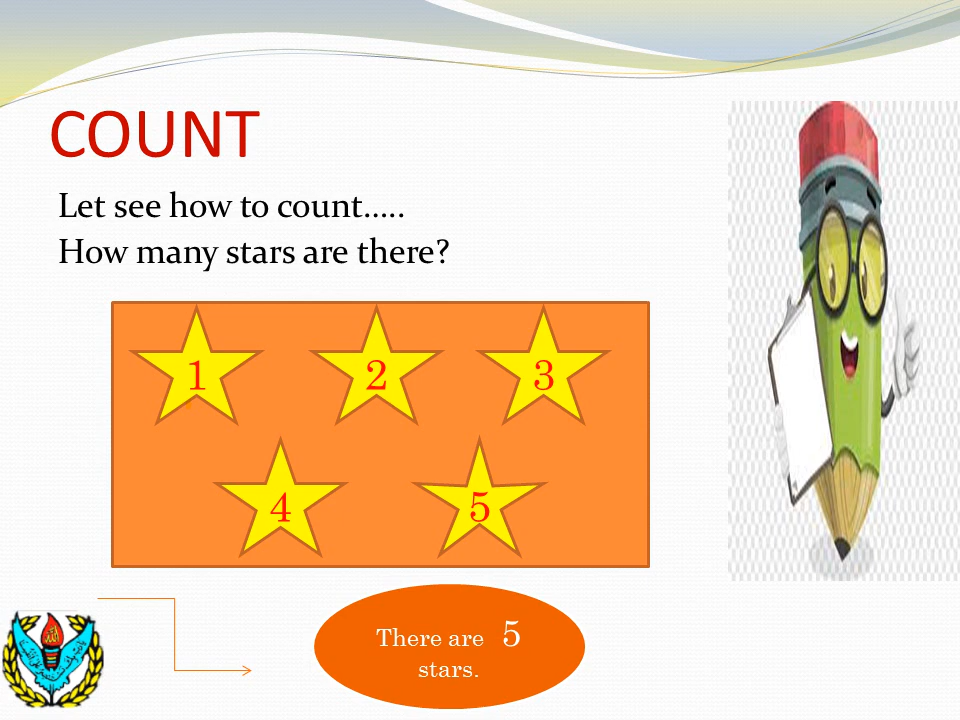 COUNT
Let see how to count.....
How many stars are there?
1 2 3
4 5
There are 5
stars.